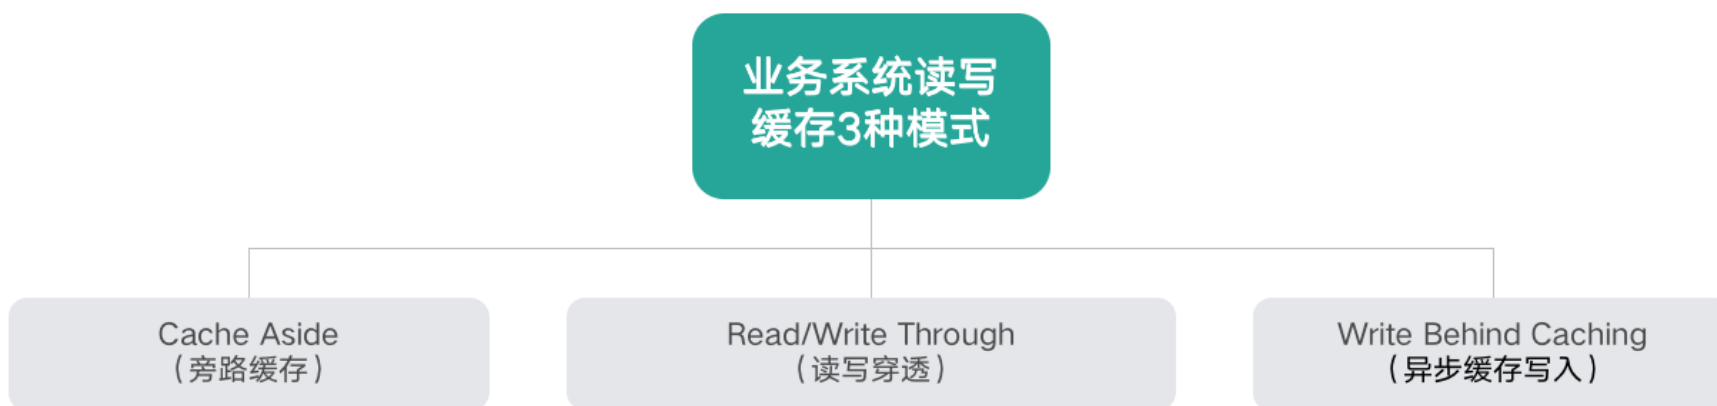 业务系统读写
缓存3种模式
Cache Aside
（旁路缓存）
Read/Write Through
（读写穿透）
Write Behind Caching
（异步缓存写入）